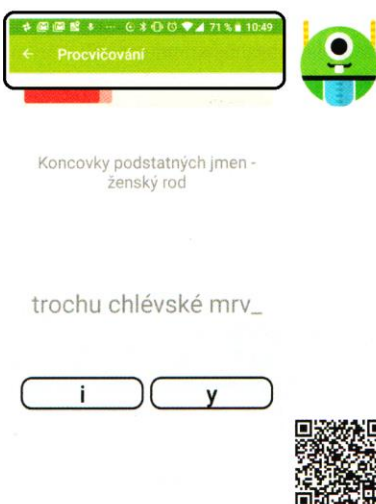 71 % 10:49
Procvičování
Koncovky podstatných jmen -
ženský rod
trochu chlévské mrv_
i
y